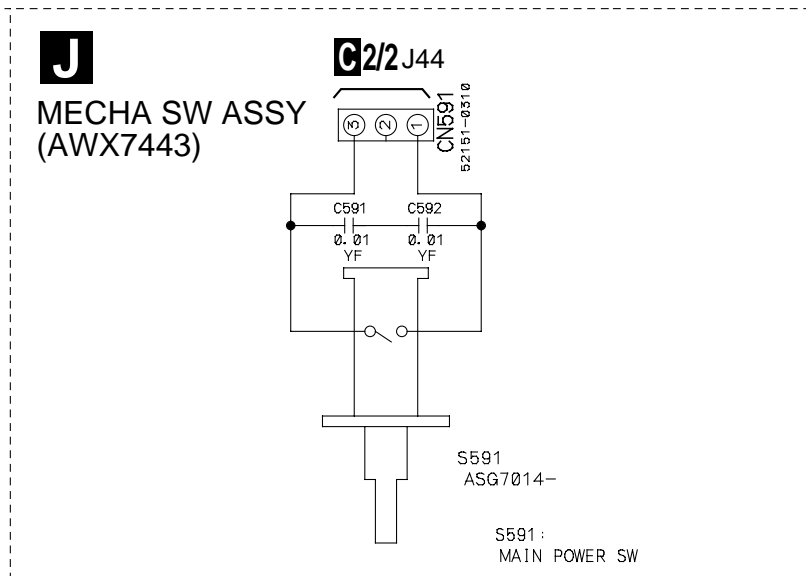 J
C 2/2 J44
MECHA SW ASSY
(AWX7443)
3 2 1
CN591
52151-0310
C591
0.01
YF
C592
0.01
YF
S591
ASG7014-
S591:
MAIN POWER SW